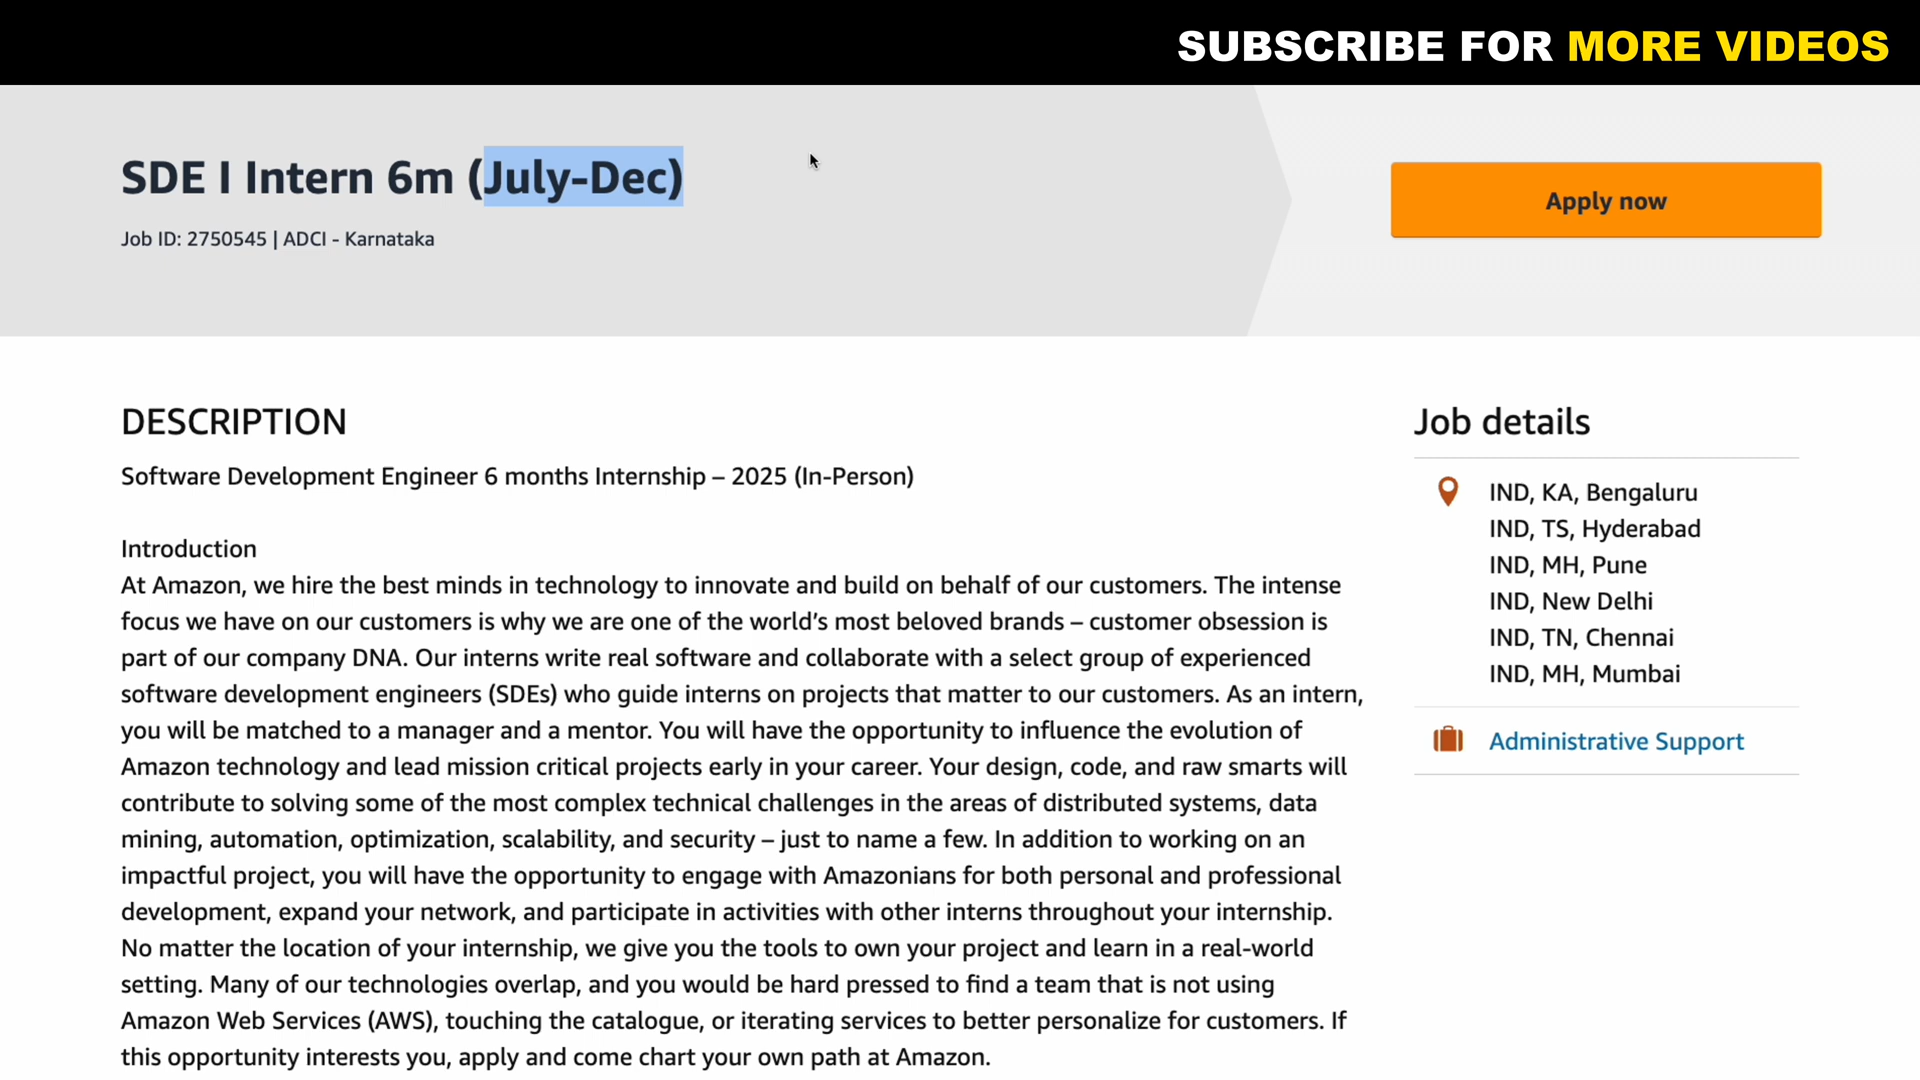 SUBSCRIBE FOR MORE VIDEOS
SDE I Intern 6m (July-Dec)
Job ID: 2750545 | ADCI - Karnataka
Apply now
DESCRIPTION
Software Development Engineer 6 months Internship – 2025 (In-Person)
Introduction
At Amazon, we hire the best minds in technology to innovate and build on behalf of our customers. The intense
focus we have on our customers is why we are one of the world’s most beloved brands – customer obsession is
part of our company DNA. Our interns write real software and collaborate with a select group of experienced
software development engineers (SDEs) who guide interns on projects that matter to our customers. As an intern,
you will be matched to a manager and a mentor. You will have the opportunity to influence the evolution of
Amazon technology and lead mission critical projects early in your career. Your design, code, and raw smarts will
contribute to solving some of the most complex technical challenges in the areas of distributed systems, data
mining, automation, optimization, scalability, and security – just to name a few. In addition to working on an
impactful project, you will have the opportunity to engage with Amazonians for both personal and professional
development, expand your network, and participate in activities with other interns throughout your internship.
No matter the location of your internship, we give you the tools to own your project and learn in a real-world
setting. Many of our technologies overlap, and you would be hard pressed to find a team that is not using
Amazon Web Services (AWS), touching the catalogue, or iterating services to better personalize for customers. If
this opportunity interests you, apply and come chart your own path at Amazon.
Job details
IND, KA, Bengaluru
IND, TS, Hyderabad
IND, MH, Pune
IND, New Delhi
IND, TN, Chennai
IND, MH, Mumbai
Administrative Support